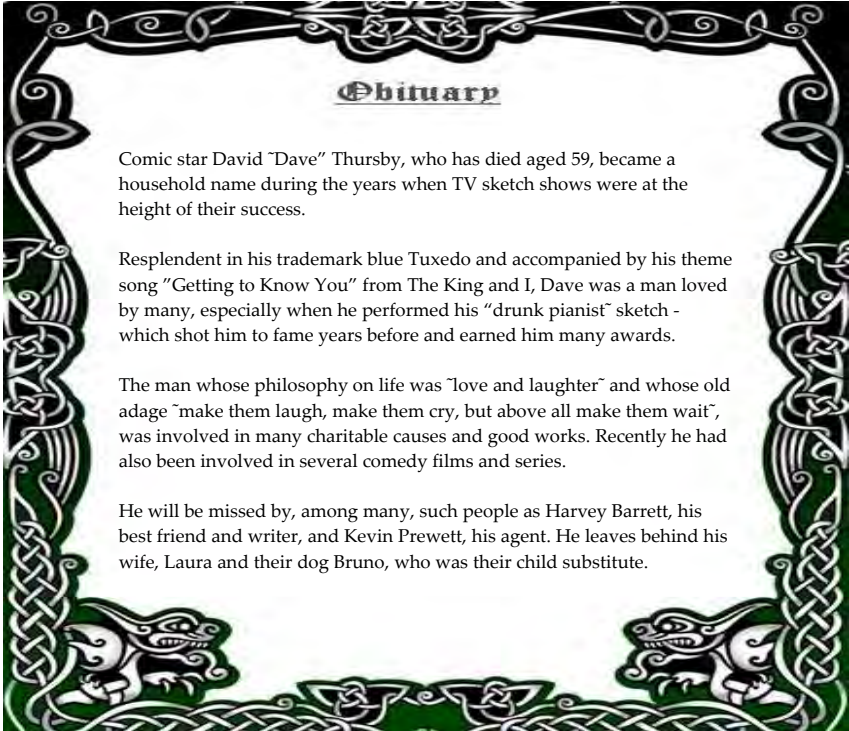 Obituary
Comic star David ˜Dave” Thursby, who has died aged 59, became a
household name during the years when TV sketch shows were at the
height of their success.
Resplendent in his trademark blue Tuxedo and accompanied by his theme
song ”Getting to Know You” from The King and I, Dave was a man loved
by many, especially when he performed his “drunk pianist˜ sketch -
which shot him to fame years before and earned him many awards.
The man whose philosophy on life was ˜love and laughter˜ and whose old
adage ˜make them laugh, make them cry, but above all make them wait˜,
was involved in many charitable causes and good works. Recently he had
also been involved in several comedy films and series.
He will be missed by, among many, such people as Harvey Barrett, his
best friend and writer, and Kevin Prewett, his agent. He leaves behind his
wife, Laura and their dog Bruno, who was their child substitute.